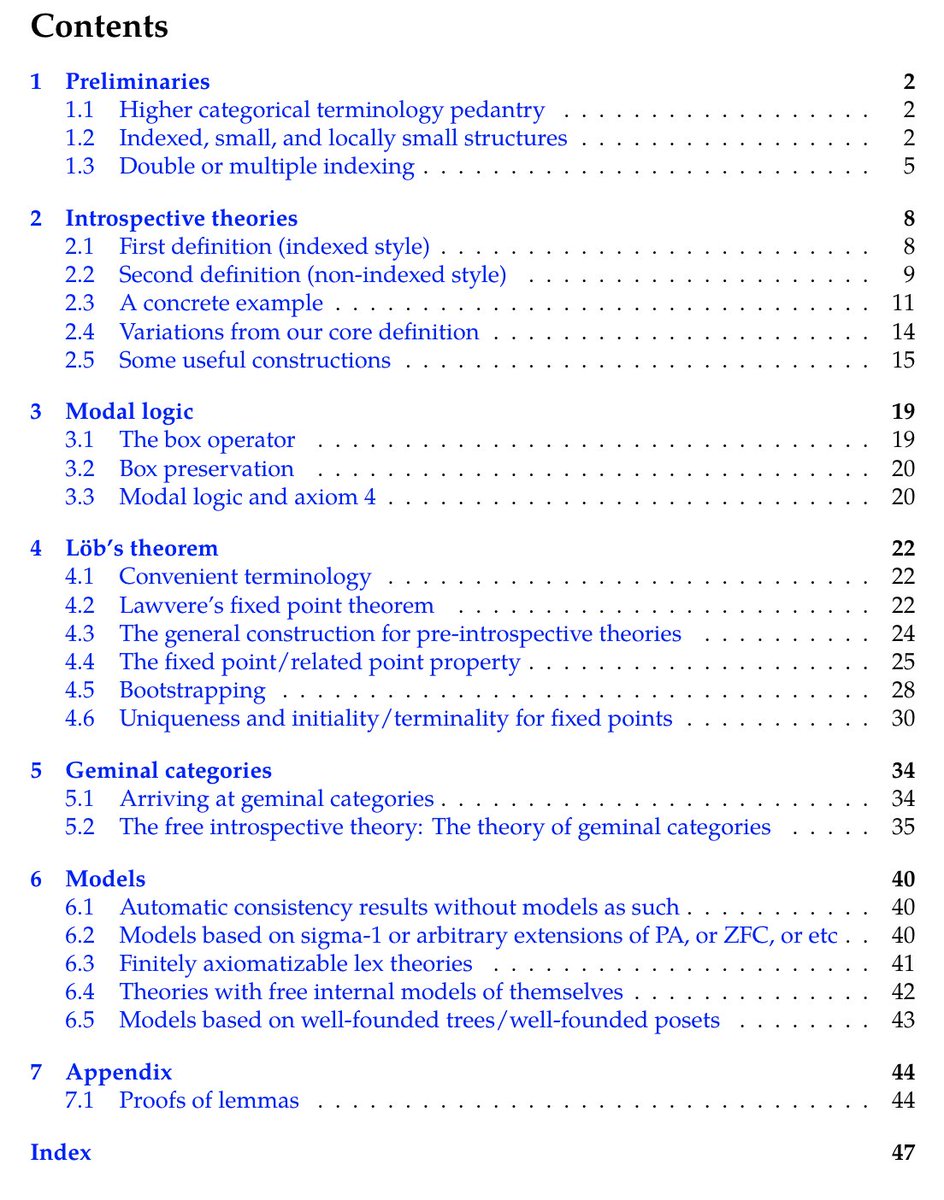 Contents
1 Preliminaries 2
1.1 Higher categorical terminology pedantry . . . . . . . . . . . . . . . . . . 2
1.2 Indexed, small, and locally small structures . . . . . . . . . . . . . . . . . 2
1.3 Double or multiple indexing . . . . . . . . . . . . . . . . . . . . . . . . . . 5
2 Introspective theories 8
2.1 First definition (indexed style) . . . . . . . . . . . . . . . . . . . . . . . . . 8
2.2 Second definition (non-indexed style) . . . . . . . . . . . . . . . . . . . . 9
2.3 A concrete example . . . . . . . . . . . . . . . . . . . . . . . . . . . . . . . 11
2.4 Variations from our core definition . . . . . . . . . . . . . . . . . . . . . . 14
2.5 Some useful constructions . . . . . . . . . . . . . . . . . . . . . . . . . . . 15
3 Modal logic 19
3.1 The box operator . . . . . . . . . . . . . . . . . . . . . . . . . . . . . . . . 19
3.2 Box preservation . . . . . . . . . . . . . . . . . . . . . . . . . . . . . . . . 20
3.3 Modal logic and axiom 4 . . . . . . . . . . . . . . . . . . . . . . . . . . . . 20
4 Löb's theorem 22
4.1 Convenient terminology . . . . . . . . . . . . . . . . . . . . . . . . . . . . 22
4.2 Lawvere's fixed point theorem . . . . . . . . . . . . . . . . . . . . . . . . 22
4.3 The general construction for pre-introspective theories . . . . . . . . . . 24
4.4 The fixed point/related point property . . . . . . . . . . . . . . . . . . . . 25
4.5 Bootstrapping . . . . . . . . . . . . . . . . . . . . . . . . . . . . . . . . . . 28
4.6 Uniqueness and initiality/terminality for fixed points . . . . . . . . . . . 30
5 Geminal categories 34
5.1 Arriving at geminal categories . . . . . . . . . . . . . . . . . . . . . . . . . 34
5.2 The free introspective theory: The theory of geminal categories . . . . . 35
6 Models 40
6.1 Automatic consistency results without models as such . . . . . . . . . . . 40
6.2 Models based on sigma-1 or arbitrary extensions of PA, or ZFC, or etc . . 40
6.3 Finitely axiomatizable lex theories . . . . . . . . . . . . . . . . . . . . . . 41
6.4 Theories with free internal models of themselves . . . . . . . . . . . . . . 42
6.5 Models based on well-founded trees/well-founded posets . . . . . . . . 43
7 Appendix 44
7.1 Proofs of lemmas . . . . . . . . . . . . . . . . . . . . . . . . . . . . . . . . 44
Index 47